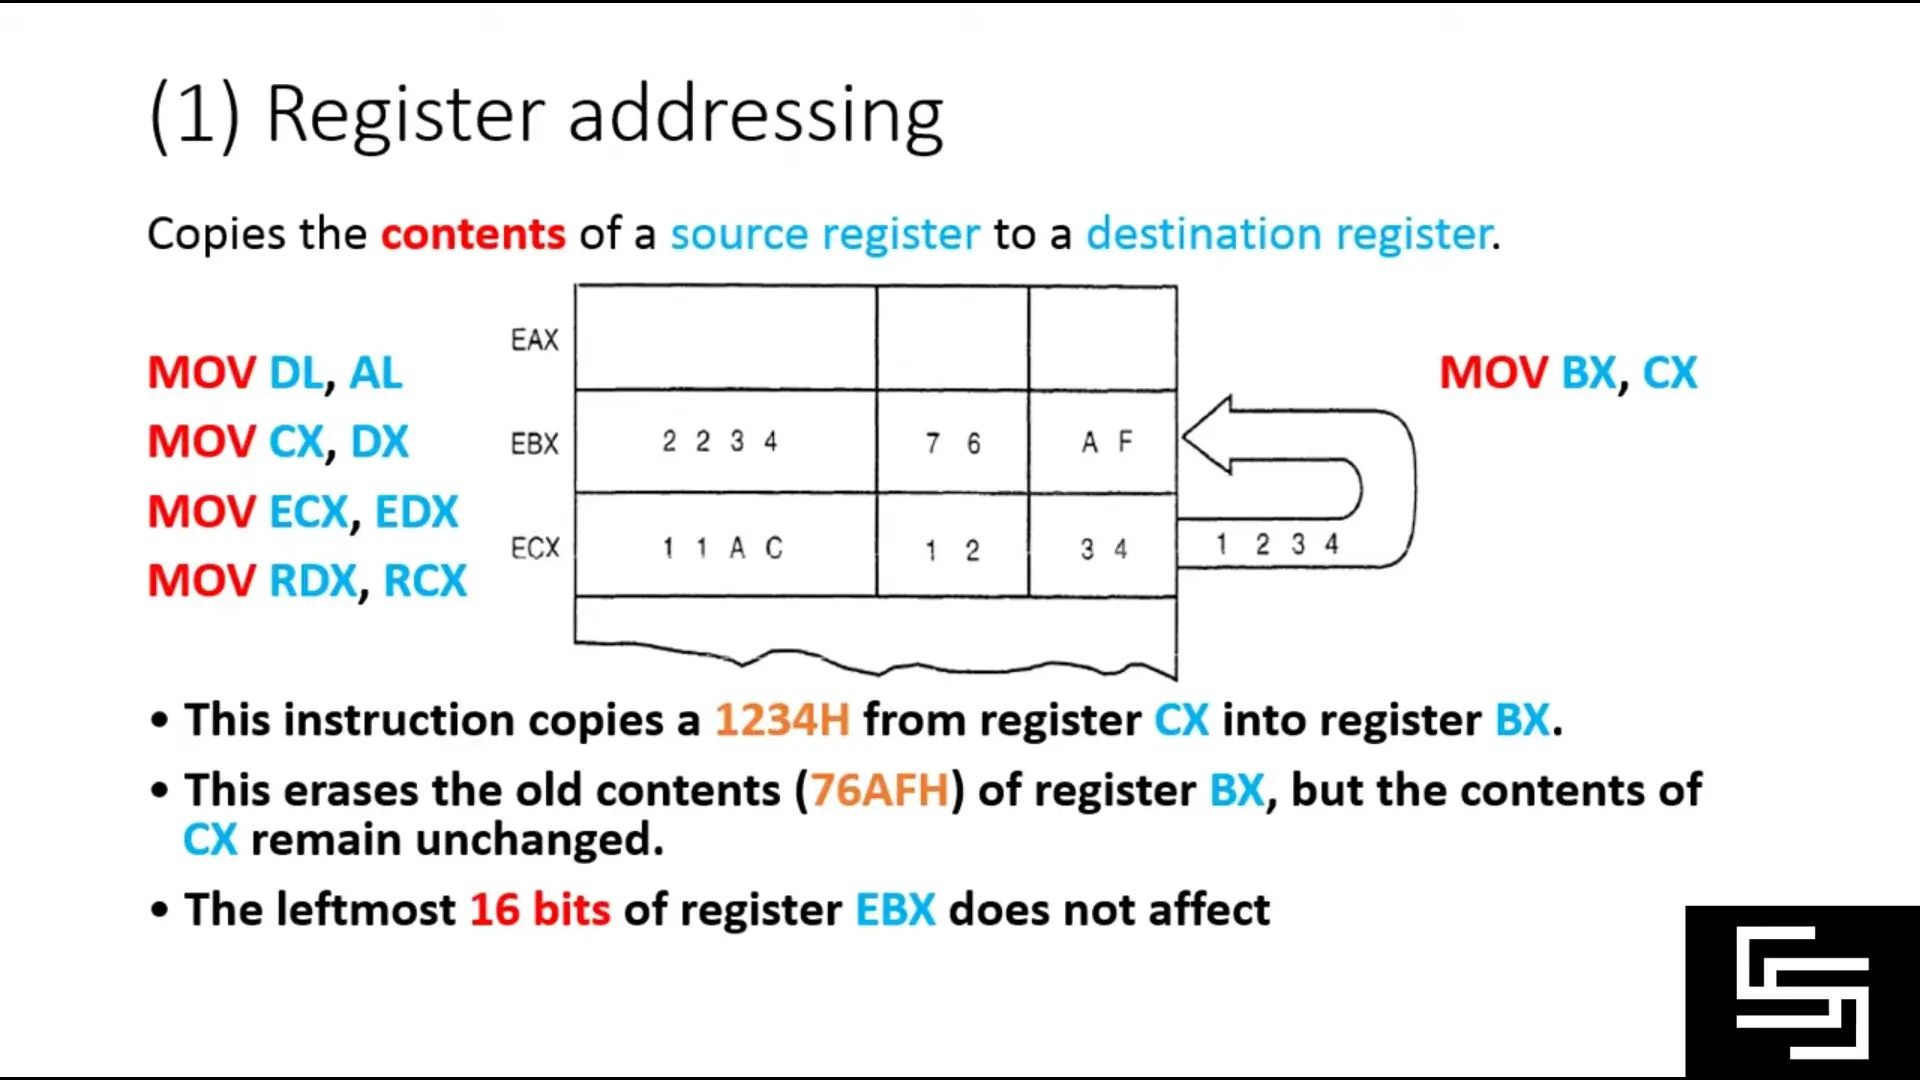 (1) Register addressing
Copies the contents of a source register to a destination register.
MOV DL, AL
MOV CX, DX
MOV ECX, EDX
MOV RDX, RCX
EAX
EBX 2 2 3 4 7 6 A F
ECX 1 1 A C 1 2 3 4
1 2 3 4
MOV BX, CX
• This instruction copies a 1234H from register CX into register BX.
• This erases the old contents (76AFH) of register BX, but the contents of
CX remain unchanged.
• The leftmost 16 bits of register EBX does not affect